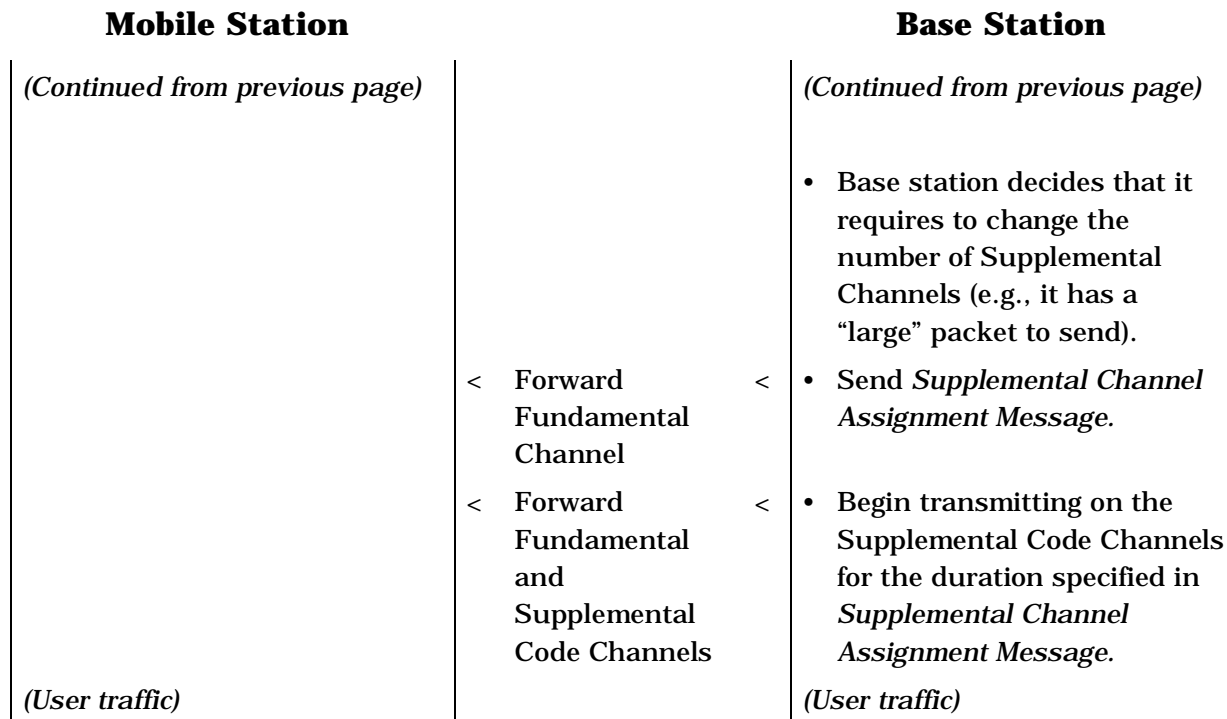 Mobile Station
Base Station
(Continued from previous page)
(Continued from previous page)
• Base station decides that it
requires to change the
number of Supplemental
Channels (e.g., it has a
“large” packet to send).
< Forward < • Send Supplemental Channel
Fundamental Assignment Message.
Channel
< Forward < • Begin transmitting on the
Fundamental Supplemental Code Channels
and for the duration specified in
Supplemental Supplemental Channel
Code Channels Assignment Message.
(User traffic)
(User traffic)